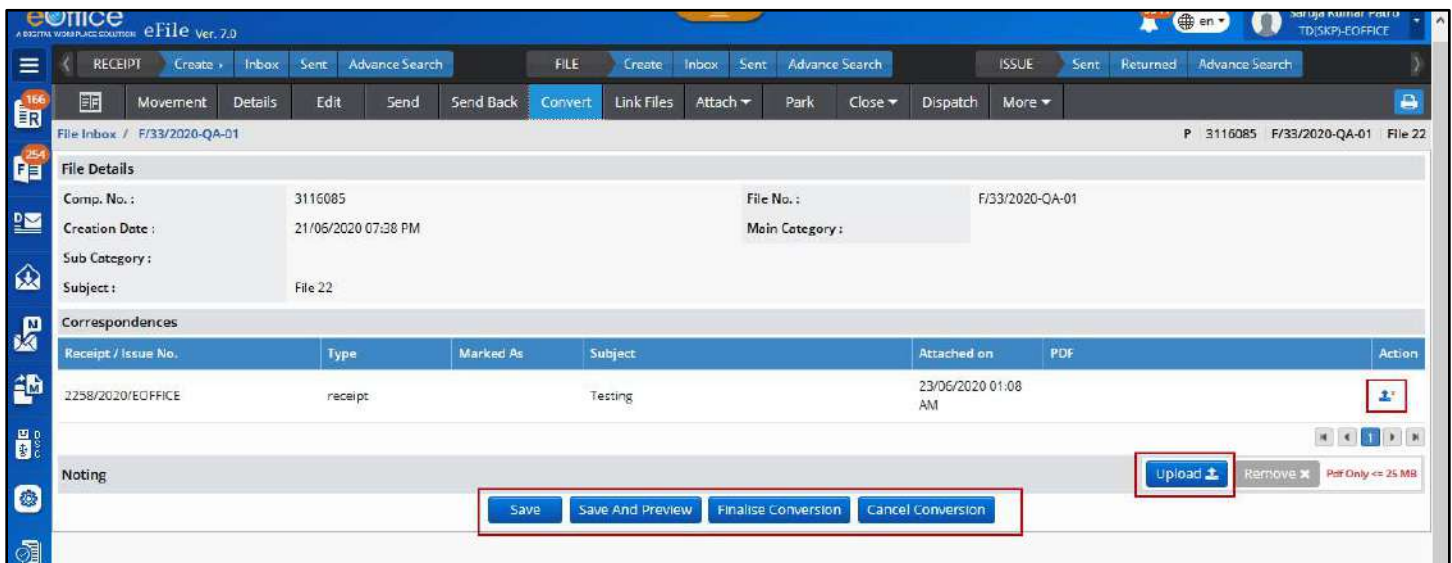 eOffice
A DIGITAL WORKPLACE SOLUTION eFile Ver. 7.0
en
Saroja Kumar Patro
TD(SKP)-EOFFICE
RECEIPT Create Inbox Sent Advance Search FILE Create Inbox Sent Advance Search ISSUE Sent Returned Advance Search
166
R
Movement Details Edit Send Send Back Convert Link Files Attach Park Close Dispatch More
File Inbox / F/33/2020-QA-01 P 3116085 F/33/2020-QA-01 File 22
254
F
File Details
Comp. No. : 3116085 File No. : F/33/2020-QA-01
D
Creation Date : 21/06/2020 07:38 PM Main Category :
Sub Category :
Subject : File 22
N
Correspondences
Receipt / Issue No. Type Marked As Subject Attached on PDF Action
M
2258/2020/EOFFICE receipt Testing 23/06/2020 01:08
AM
DSC
1
Noting Upload Remove x Pdf Only <= 25 MB
Save Save And Preview Finalise Conversion Cancel Conversion